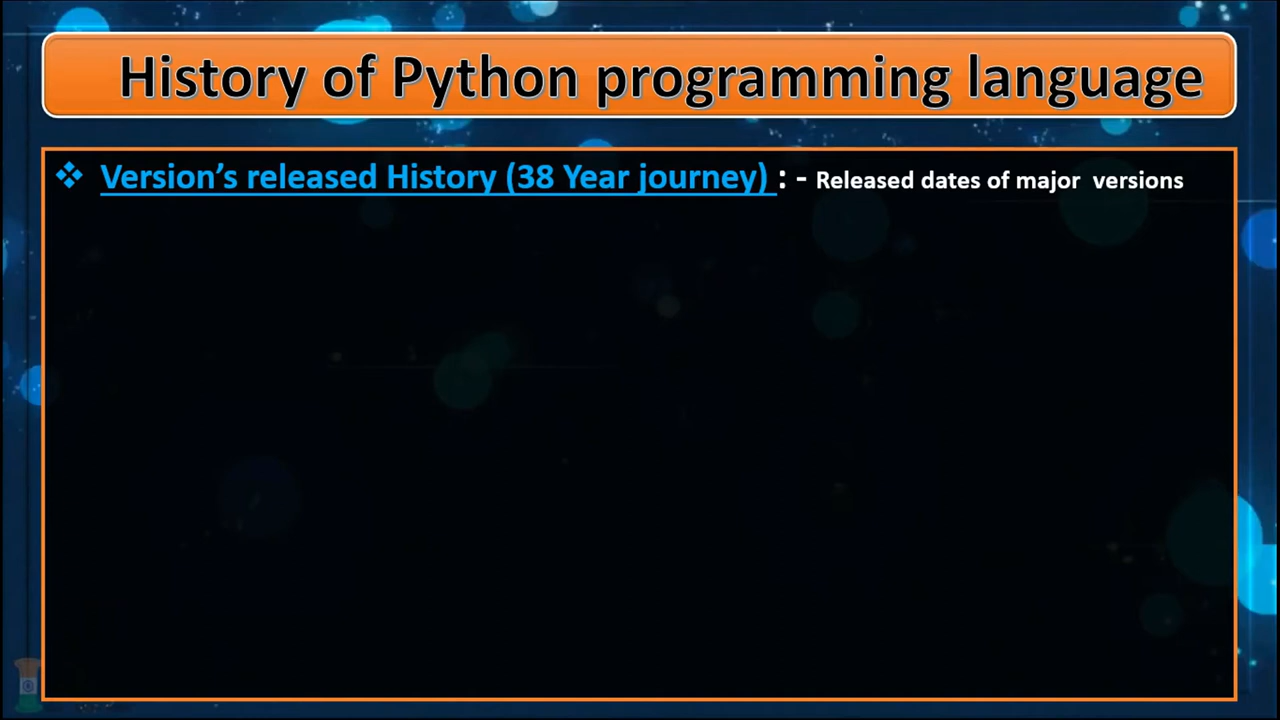 History of Python programming language
❖ Version’s released History (38 Year journey) : - Released dates of major versions